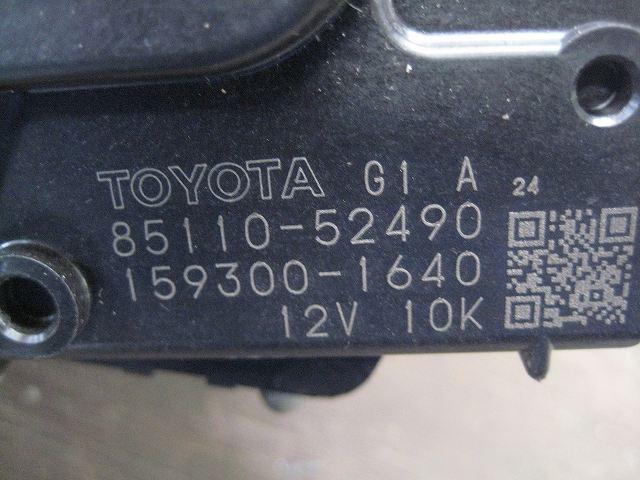 TOYOTA G1 A 24
85110-52490
159300-1640
12V 10K